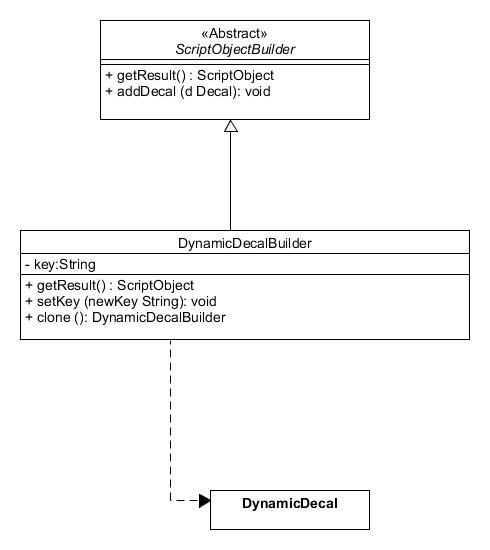 «Abstract»
ScriptObjectBuilder
+ getResult() : ScriptObject
+ addDecal (d Decal): void
DynamicDecalBuilder
- key:String
+ getResult() : ScriptObject
+ setKey (newKey String): void
+ clone (): DynamicDecalBuilder
DynamicDecal